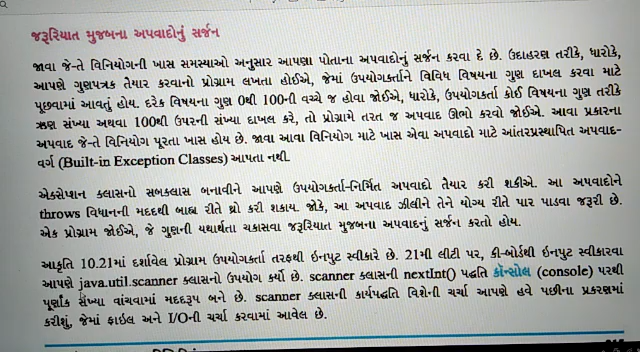 જરૂરિયાત મુજબના અપવાદોનું સર્જન
જાવા જે-તે વિનિયોગની ખાસ સમસ્યાઓ અનુસાર આપણા પોતાના અપવાદોનું સર્જન કરવા દે છે. ઉદાહરણ તરીકે, ધારોકે,
આપણે ગુણપત્રક તૈયાર કરવાનો પ્રોગ્રામ લખતા હોઈએ, જેમાં ઉપયોગકર્તાને વિવિધ વિષયના ગુણ દાખલ કરવા માટે
પૂછવામાં આવતું હોય. દરેક વિષયના ગુણ 0થી 100ની વચ્ચે જ હોવા જોઈએ, ધારોકે, ઉપયોગકર્તા કોઈ વિષયના ગુણ તરીકે
ઋણ સંખ્યા અથવા 100થી ઉપરની સંખ્યા દાખલ કરે, તો પ્રોગ્રામે તરત જ અપવાદ ઊભો કરવો જોઈએ. આવા પ્રકારના
અપવાદ જે-તે વિનિયોગ પૂરતા ખાસ હોય છે. જાવા આવા વિનિયોગ માટે ખાસ એવા અપવાદો માટે આંતરપ્રસ્થાપિત અપવાદ-
વર્ગ (Built-in Exception Classes) આપતા નથી.
એક્સેપ્શન ક્લાસનો સબક્લાસ બનાવીને આપણે ઉપયોગકર્તા-નિર્મિત અપવાદો તૈયાર કરી શકીએ. આ અપવાદોને
throws વિધાનની મદદથી બાહ્ય રીતે થ્રો કરી શકાય. જોકે, આ અપવાદ ઝીલીને તેને યોગ્ય રીતે પાર પાડવા જરૂરી છે.
એક પ્રોગ્રામ જોઈએ, જે ગુણની યથાર્થતા ચકાસવા જરૂરિયાત મુજબના અપવાદનું સર્જન કરતો હોય.
આકૃતિ 10.21માં દર્શાવેલ પ્રોગ્રામ ઉપયોગકર્તા તરફથી ઇનપુટ સ્વીકારે છે. 21મી લીટી પર, કી-બોર્ડથી ઇનપુટ સ્વીકારવા
આપણે java.util.scanner ક્લાસનો ઉપયોગ કર્યો છે. scanner ક્લાસની nextInt() પદ્ધતિ કૉન્સોલ (console) પરથી
પૂર્ણાંક સંખ્યા વાંચવામાં મદદરૂપ બને છે. scanner ક્લાસની કાર્યપદ્ધતિ વિશેની ચર્ચા આપણે હવે પછીના પ્રકરણમાં
કરીશું, જેમાં ફાઇલ અને I/Oની ચર્ચા કરવામાં આવેલ છે.